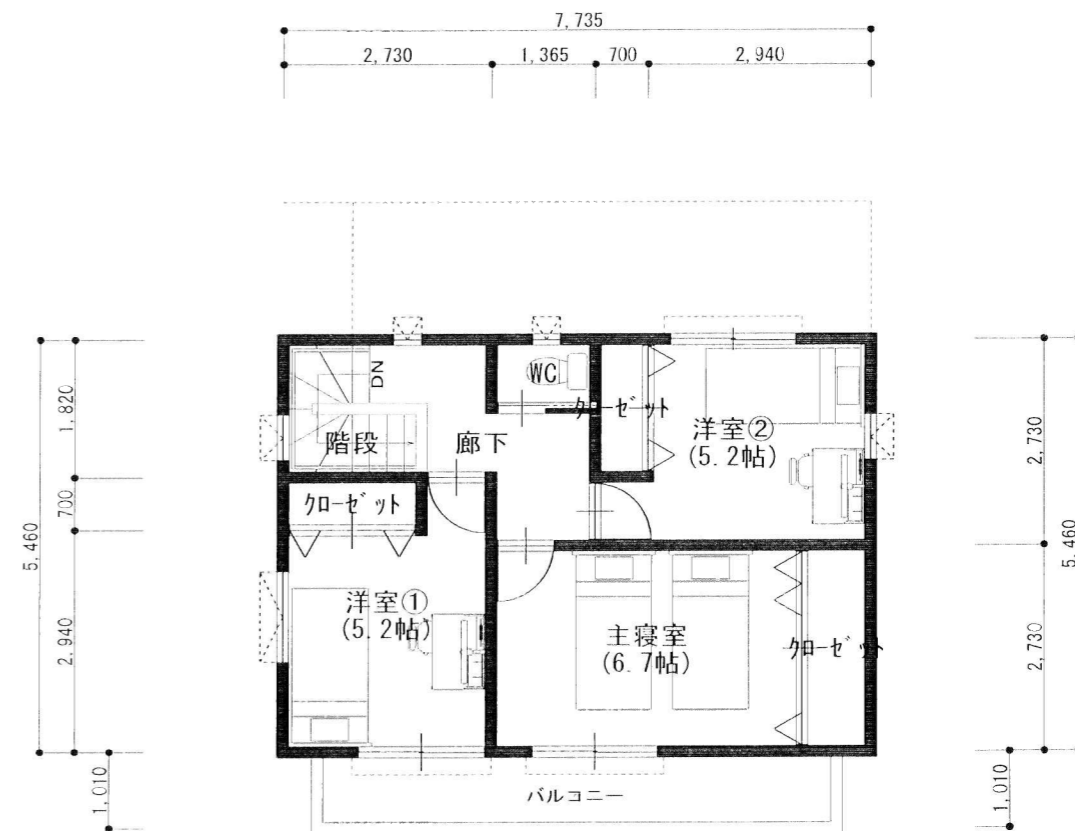 7,735
2,730
1,365
700
2,940
DN
WC
クローゼット
階段
廊下
洋室②
(5.2帖)
クローゼット
洋室①
(5.2帖)
主寝室
(6.7帖)
クローゼット
バルコニー
5,460
1,820
700
2,940
1,010
2,730
2,730
5,460
1,010